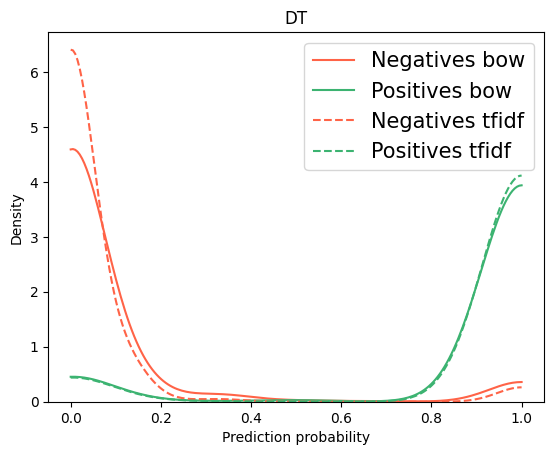 DT
Negatives bow
Positives bow
Negatives tfidf
Positives tfidf
Density
6
5
4
3
2
1
0
0.0 0.2 0.4 0.6 0.8 1.0
Prediction probability